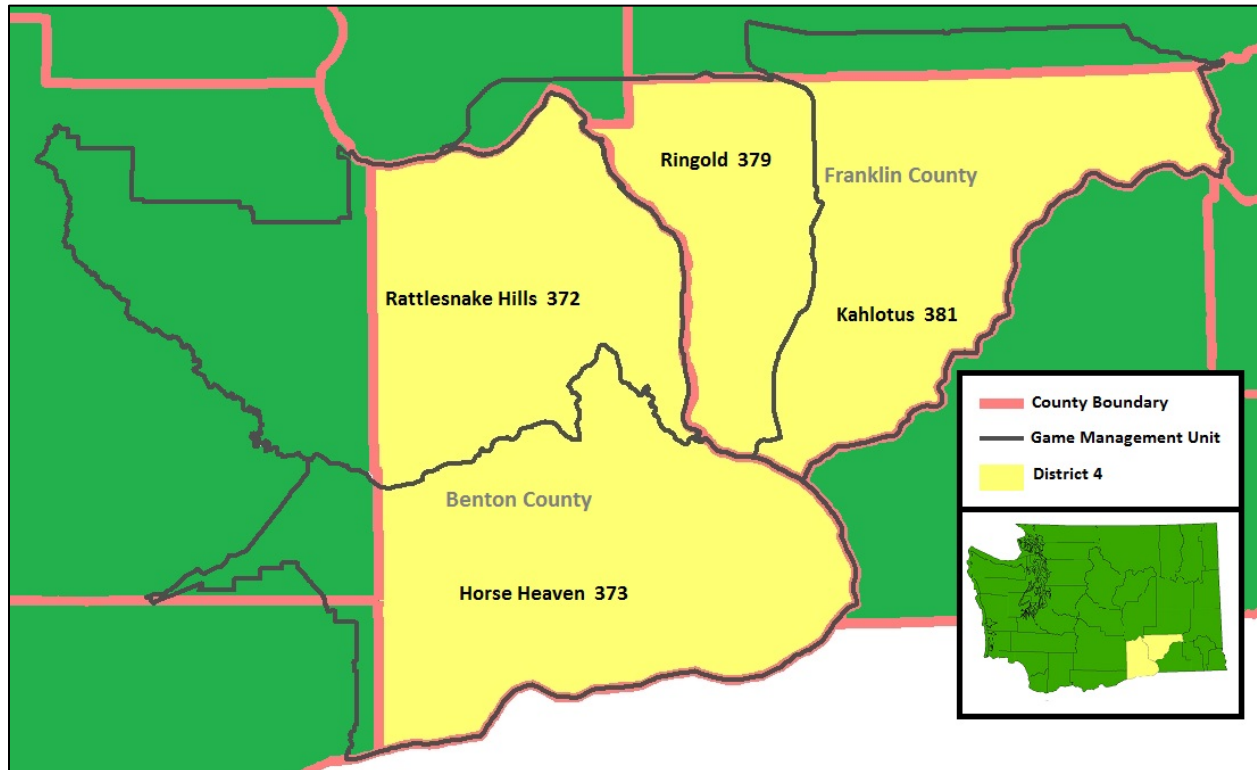 Ringold 379
Franklin County
Rattlesnake Hills 372
Kahlotus 381
Benton County
Horse Heaven 373
County Boundary
Game Management Unit
District 4